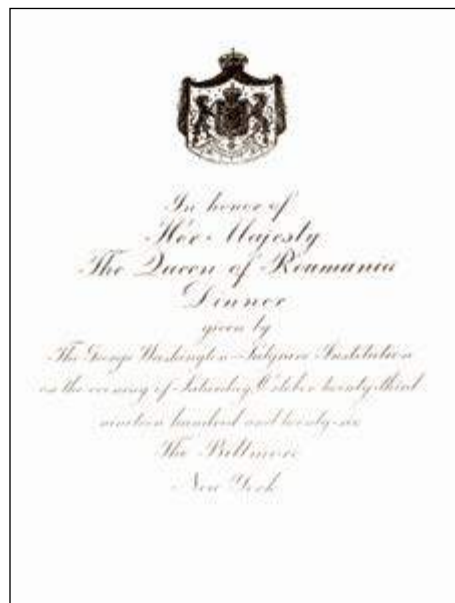 In honor of
Her Majesty
The Queen of Roumania
Dinner
given by
The George Washington-Sulgrave Institution
on the evening of Saturday, October twenty-third
nineteen hundred and twenty-six
The Biltmore
New York